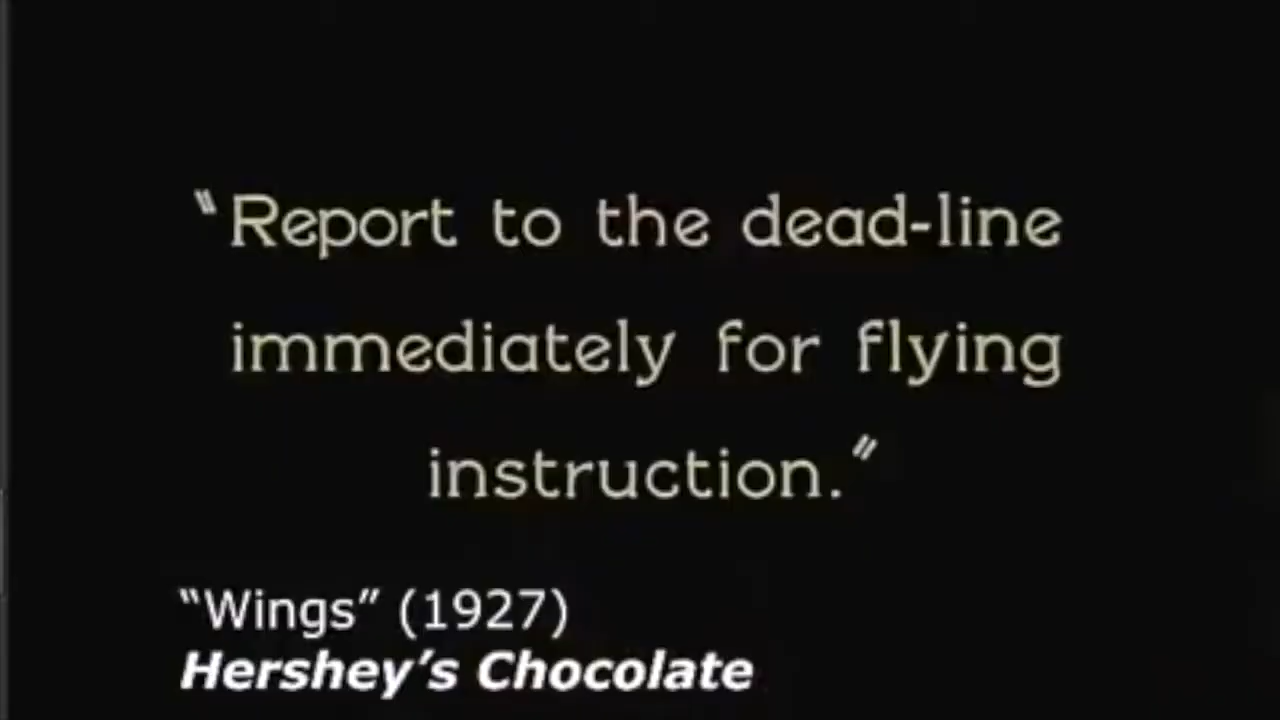 “Report to the dead-line
immediately for flying
instruction.”
“Wings” (1927)
Hershey’s Chocolate